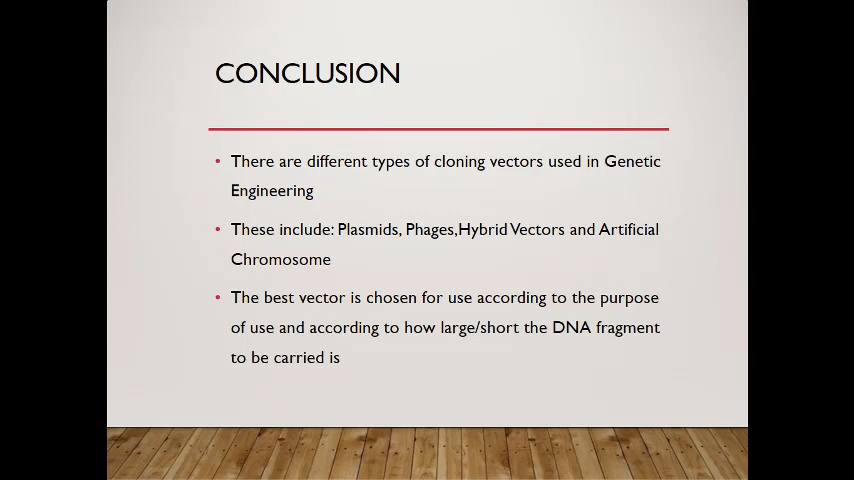 CONCLUSION
• There are different types of cloning vectors used in Genetic
Engineering
• These include: Plasmids, Phages,Hybrid Vectors and Artificial
Chromosome
• The best vector is chosen for use according to the purpose
of use and according to how large/short the DNA fragment
to be carried is